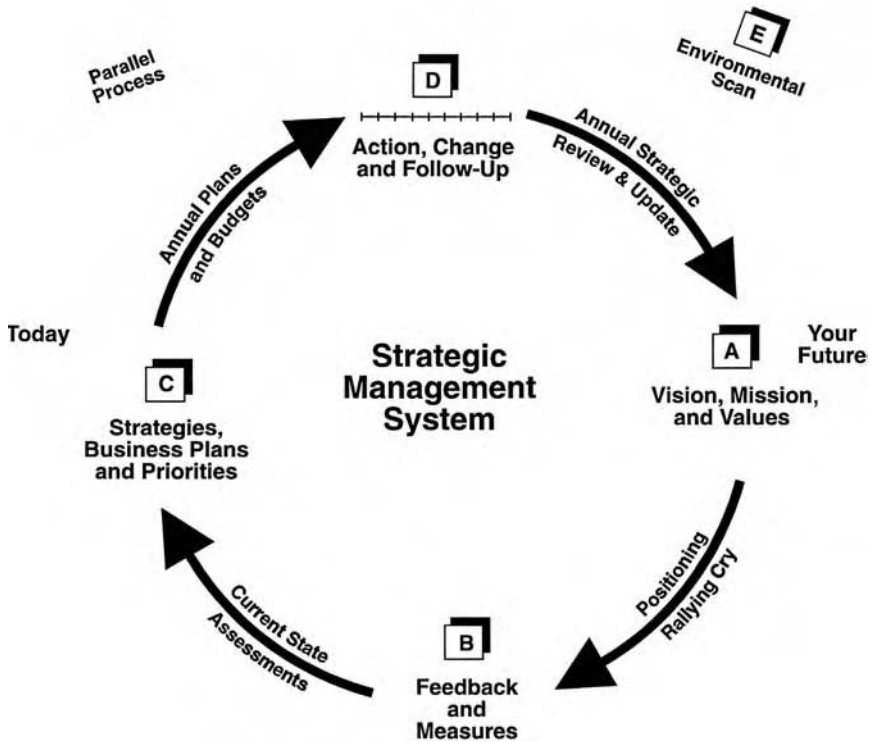 E
Environmental
Scan
Parallel
Process
D
Action, Change
and Follow-Up
Annual Strategic
Review & Update
Annual Plans
and Budgets
Today
Your
Future
A
Vision, Mission,
and Values
Strategic
Management
System
C
Strategies,
Business Plans
and Priorities
Positioning
Rallying Cry
Current State
Assessments
B
Feedback
and
Measures